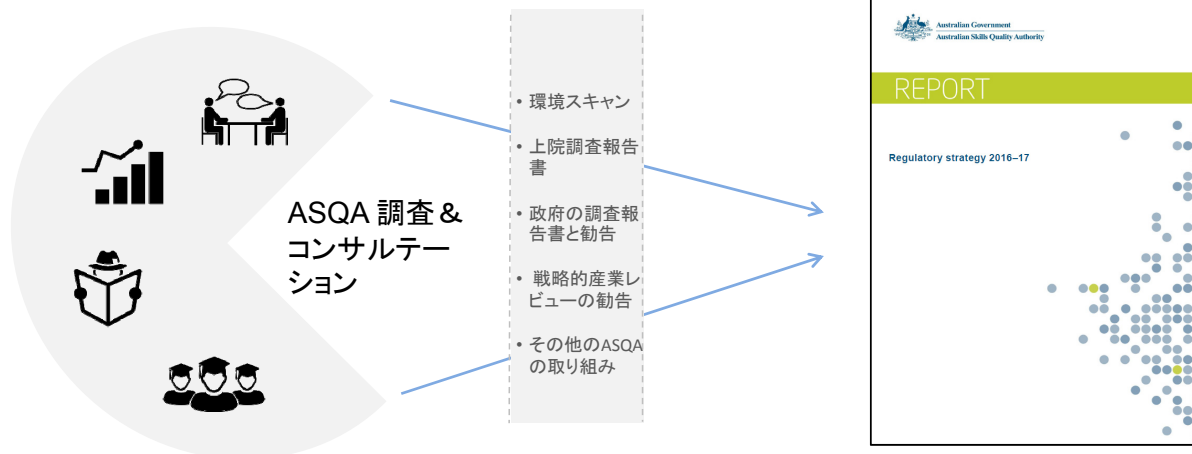 ASQA 調査＆
コンサルテー
ション
• 環境スキャン
• 上院調査報告
書
• 政府の調査報
告書と勧告
• 戦略的産業レ
ビューの勧告
• その他のASQA
の取り組み
Australian Government
Australian Skills Quality Authority
REPORT
Regulatory strategy 2016–17